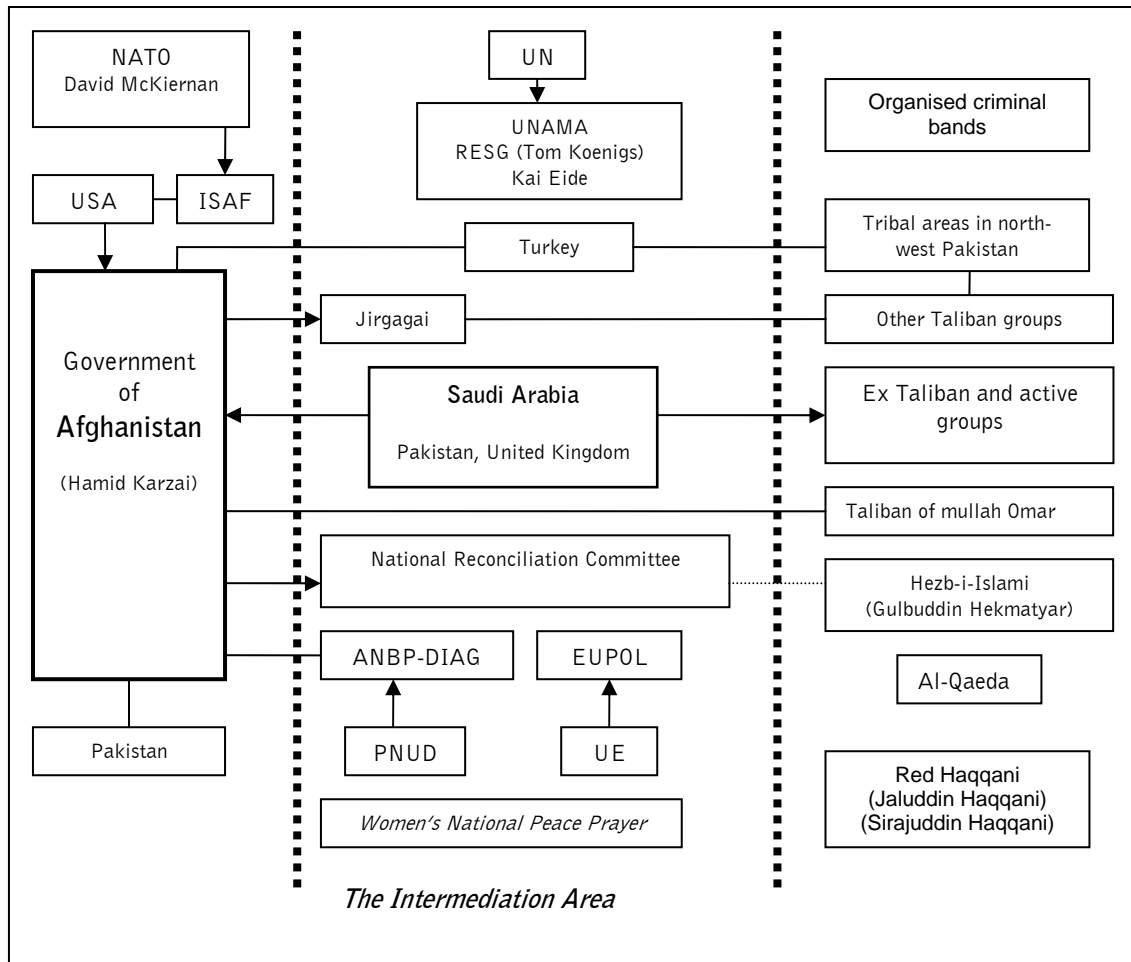 NATO
David McKiernan
USA
ISAF
Government
of
Afghanistan
(Hamid Karzai)
Pakistan
UN
UNAMA
RESG (Tom Koenigs)
Kai Eide
Turkey
Jirgagai
Saudi Arabia
Pakistan, United Kingdom
National Reconciliation Committee
ANBP-DIAG
EUPOL
PNUD
UE
Women's National Peace Prayer
The Intermediation Area
Organised criminal
bands
Tribal areas in north-
west Pakistan
Other Taliban groups
Ex Taliban and active
groups
Taliban of mullah Omar
Hezb-i-Islami
(Gulbuddin Hekmatyar)
Al-Qaeda
Red Haqqani
(Jaluddin Haqqani)
(Sirajuddin Haqqani)